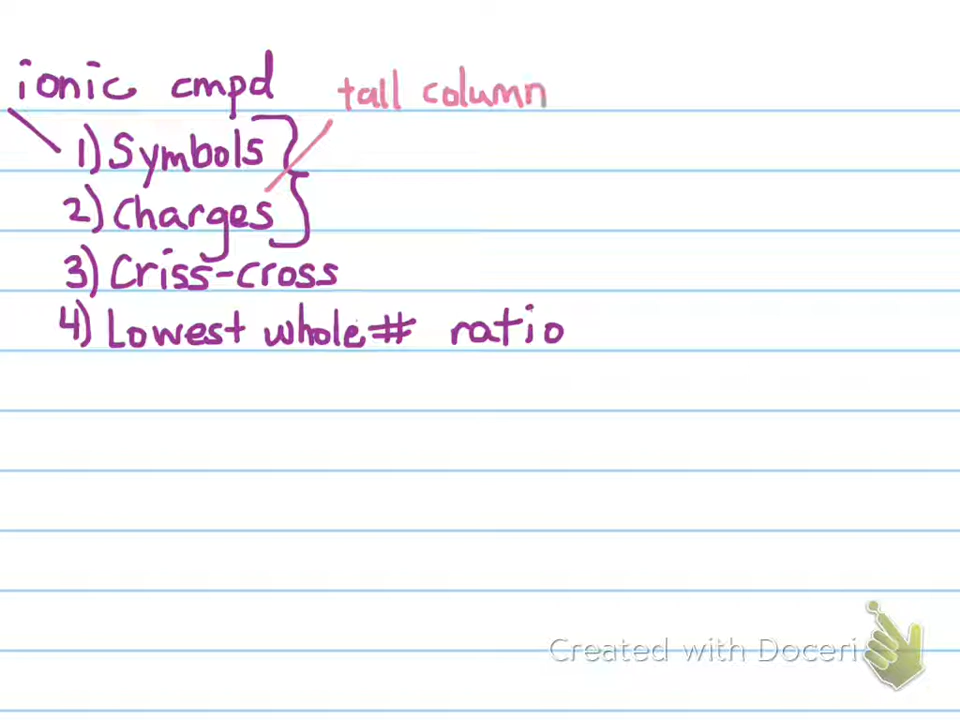 ionic cmpd
tall column
1) Symbols
2) Charges
3) Criss-cross
4) Lowest whole # ratio
Created with Doceri